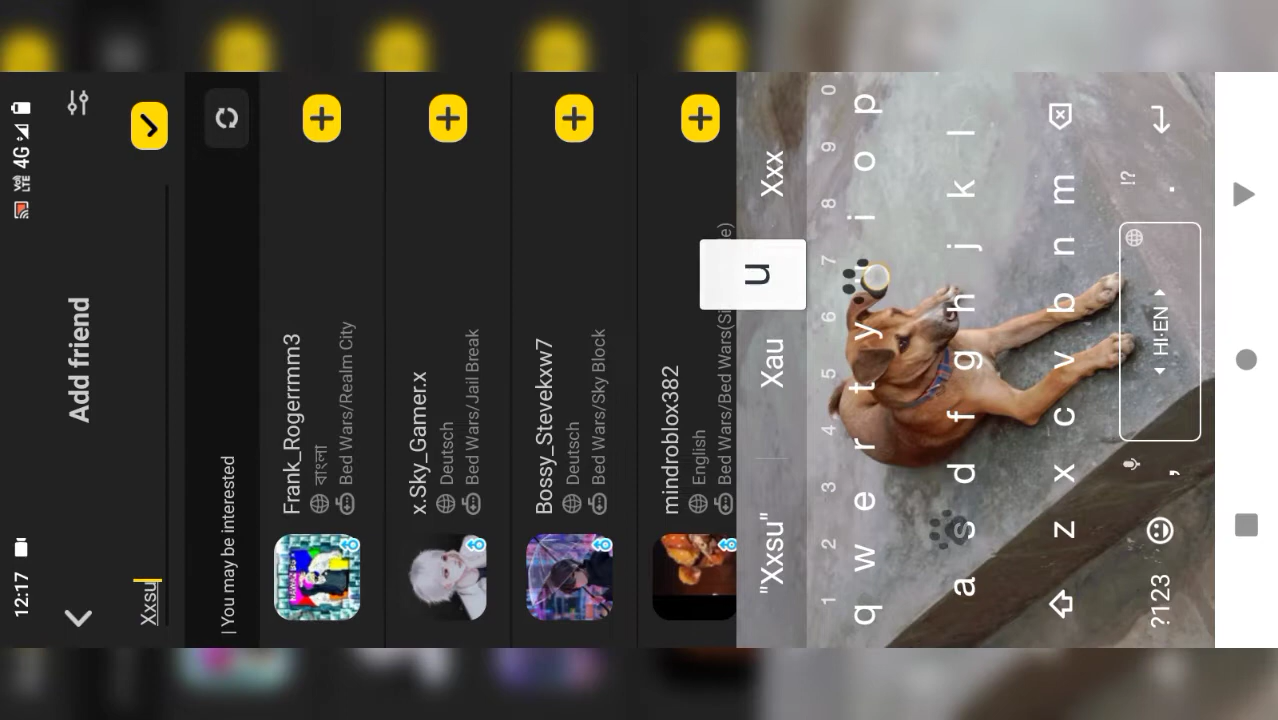 12:17
VoI) LTE 4G
Add friend
Xxsu
| You may be interested
Frank_Rogerrmm3
বাংলা
Bed Wars/Realm City
x.Sky_Gamer.x
Deutsch
Bed Wars/Jail Break
Bossy_Stevekxw7
Deutsch
Bed Wars/Sky Block
mindroblox382
English
"Xxsu" Xau Xxx
u
1 2 3 4 5 6 7 8 9 0
q w e r t y i o p
a s d f g h j k l
z x c v b n m
?123 , HI·EN . !?